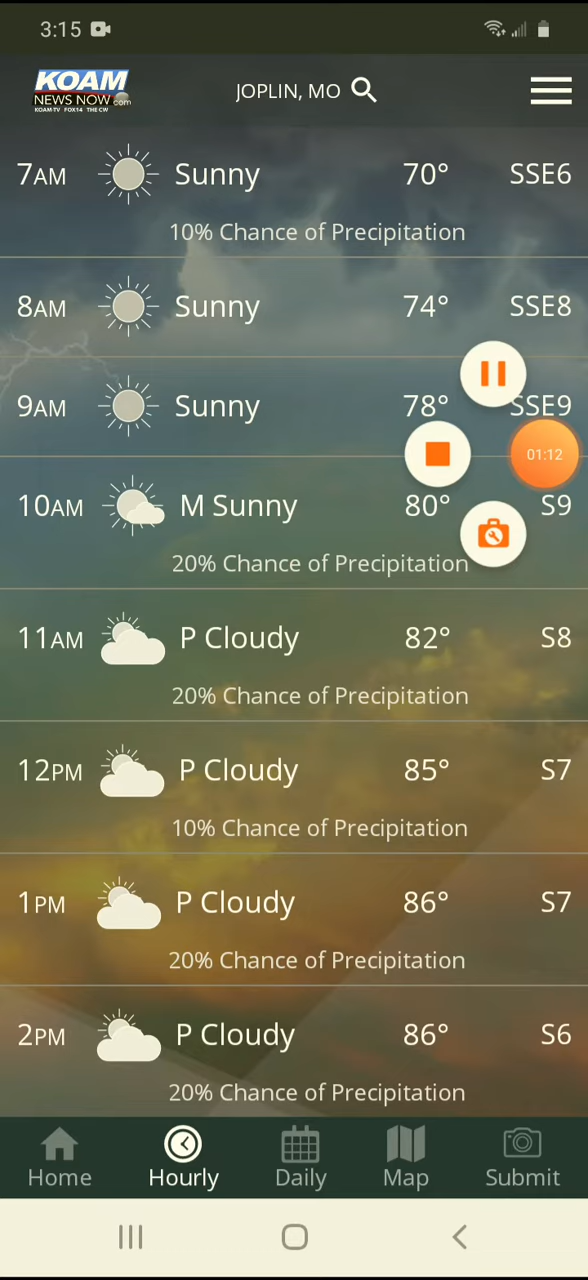 3:15
KOAM
NEWS NOW.com
KOAM-TV FOX14 THE CW
JOPLIN, MO
7AM Sunny 70° SSE6
10% Chance of Precipitation
8AM Sunny 74° SSE8
9AM Sunny 78° SSE9
01:12
10AM M Sunny 80° S9
20% Chance of Precipitation
11AM P Cloudy 82° S8
20% Chance of Precipitation
12PM P Cloudy 85° S7
10% Chance of Precipitation
1PM P Cloudy 86° S7
20% Chance of Precipitation
2PM P Cloudy 86° S6
20% Chance of Precipitation
Home Hourly Daily Map Submit